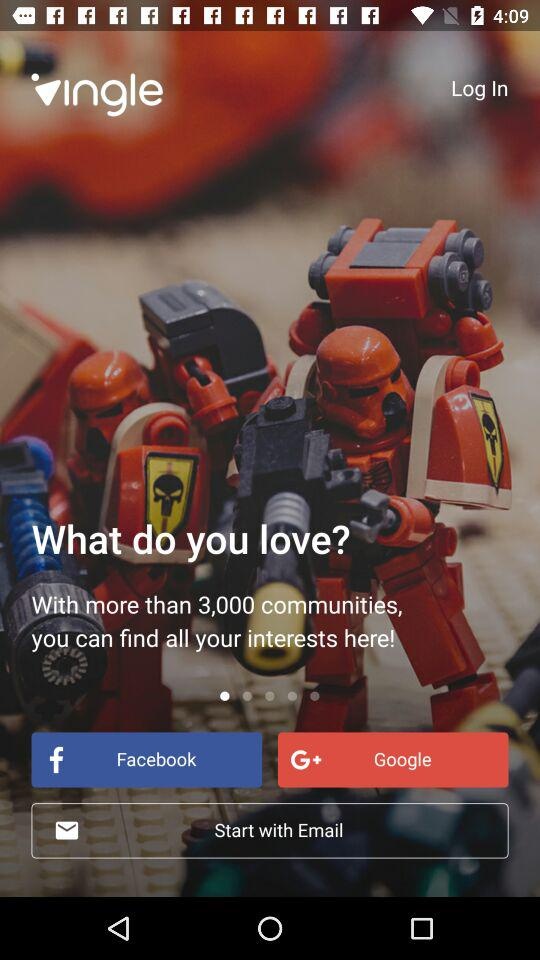 4:09
vingle
Log In
What do you love?
With more than 3,000 communities,
you can find all your interests here!
f Facebook
G+ Google
Start with Email